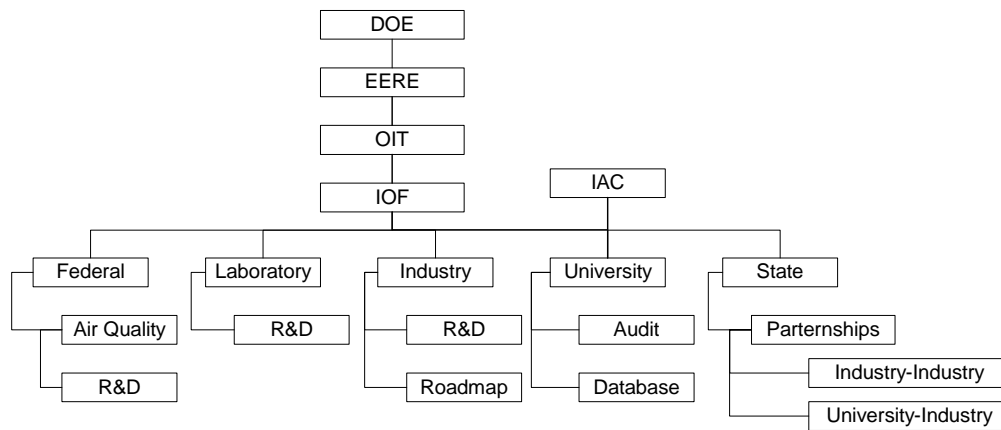 DOE
EERE
OIT
IOF
IAC
Federal
Laboratory
Industry
University
State
Air Quality
R&D
R&D
Audit
Parternships
R&D
Roadmap
Database
Industry-Industry
University-Industry